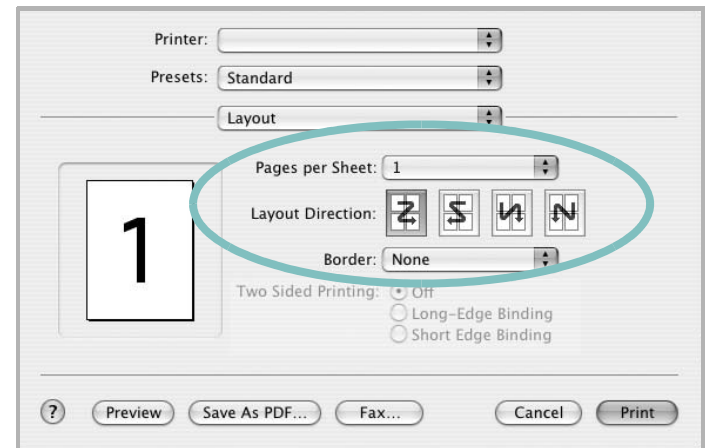 Printer:
Presets: Standard
Layout
Pages per Sheet: 1
1
Layout Direction:
Border: None
Two Sided Printing: Off
Long-Edge Binding
Short Edge Binding
? Preview Save As PDF... Fax... Cancel Print